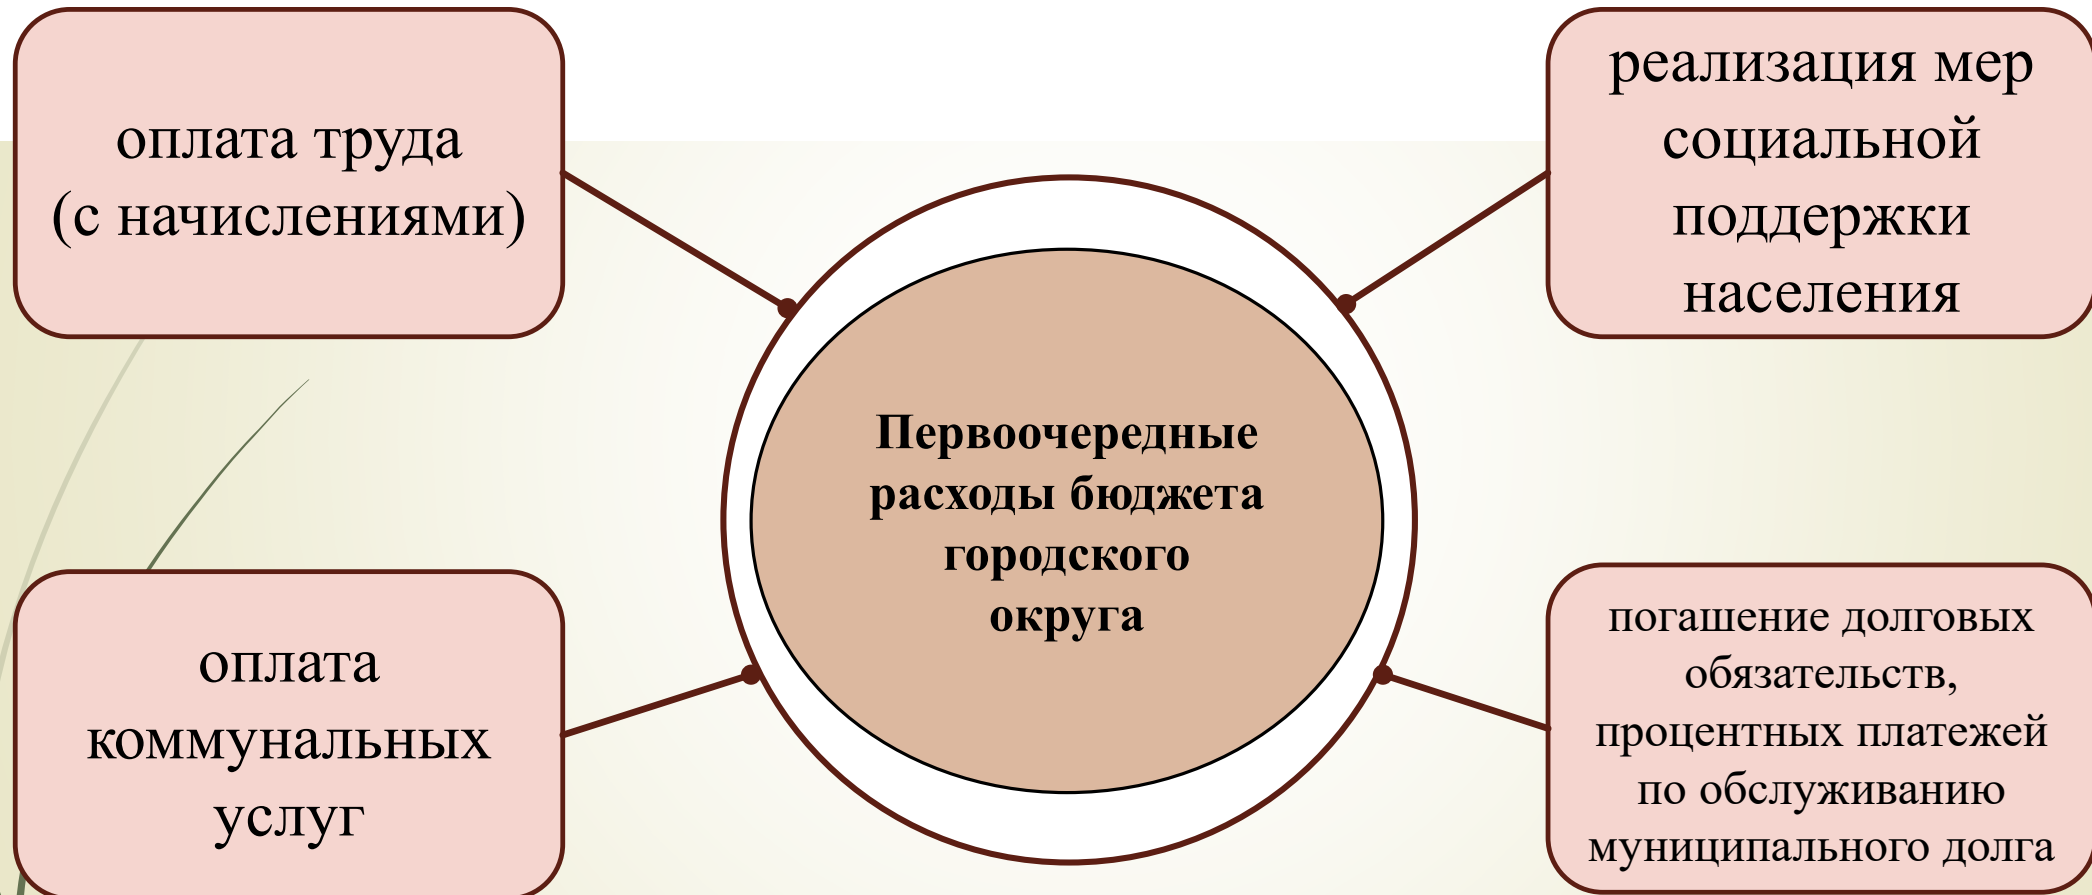 оплата труда
(с начислениями)
реализация мер
социальной
поддержки
населения
Первоочередные
расходы бюджета
городского
округа
оплата
коммунальных
услуг
погашение долговых
обязательств,
процентных платежей
по обслуживанию
муниципального долга